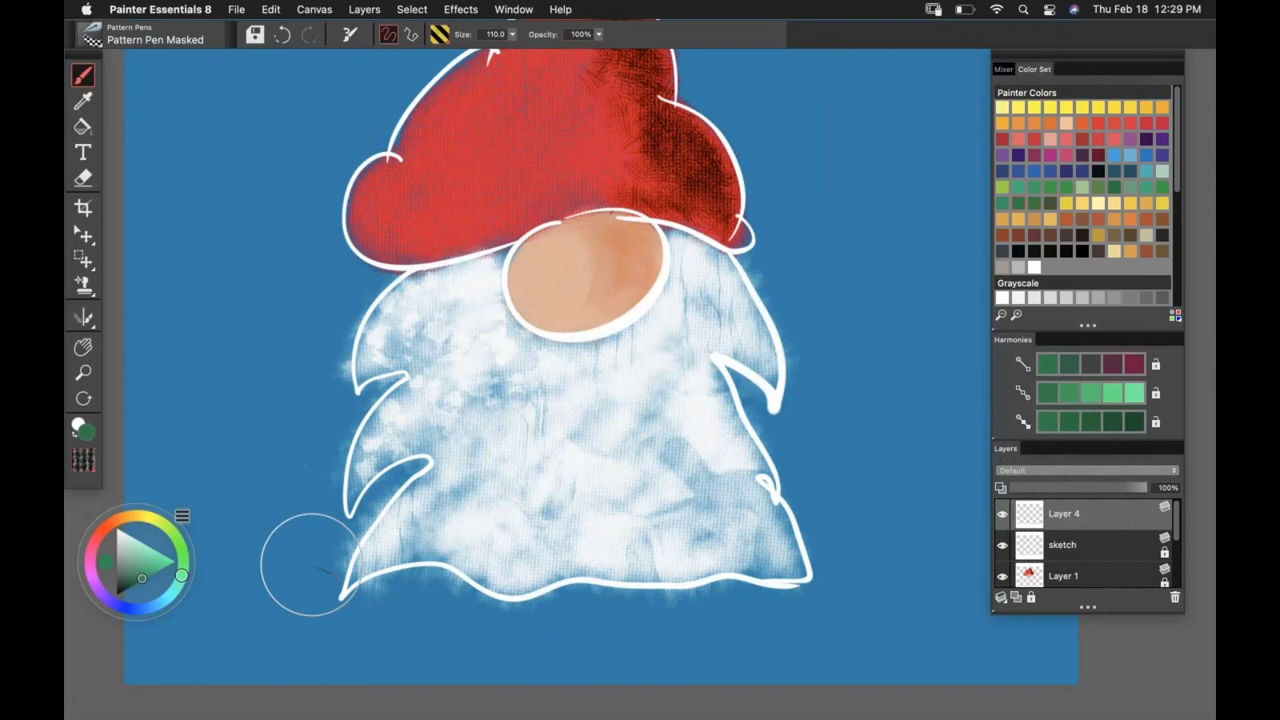 Painter Essentials 8 File Edit Canvas Layers Select Effects Window Help Thu Feb 18 12:29 PM
Pattern Pens
Pattern Pen Masked
Size: 110.0 Opacity: 100%
Mixer Color Set
Painter Colors
Grayscale
Harmonies
Layers
Default
100%
Layer 4
sketch
Layer 1